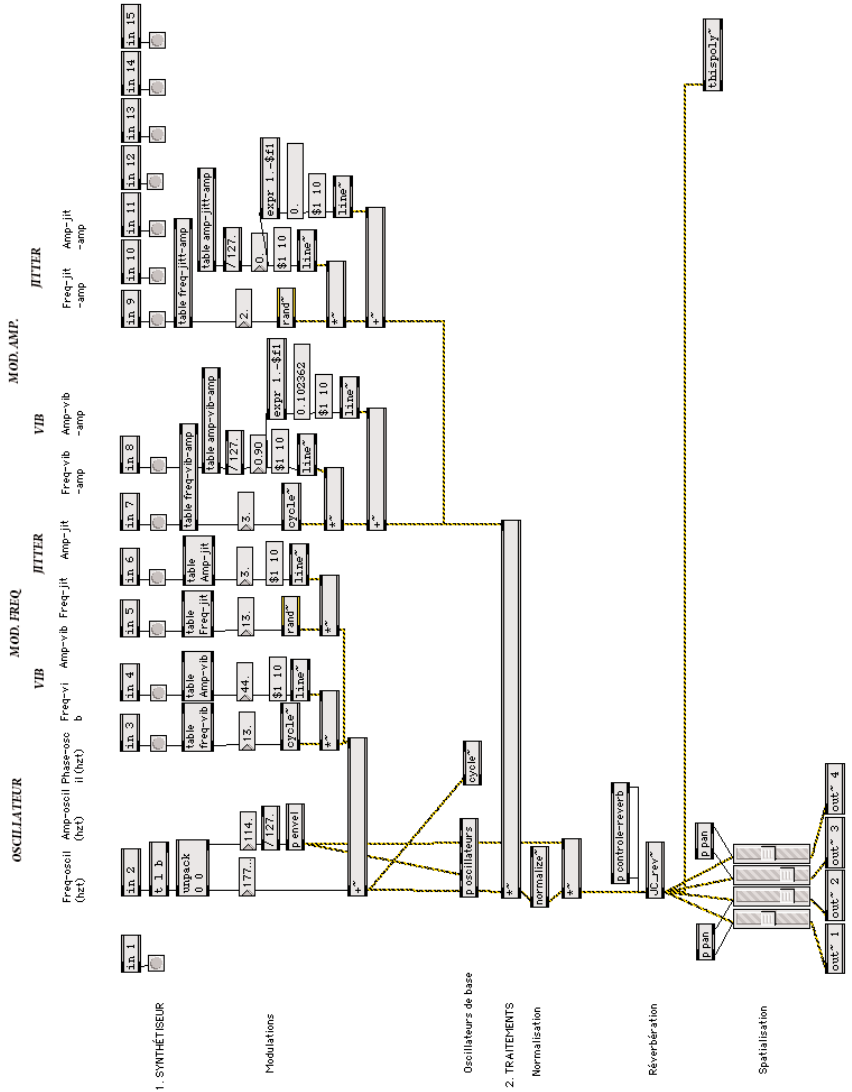 MOD. FREQ
MOD. AMP.
OSCILLATEUR
VIB
JITTER
VIB
JITTER
Freq-oscil
(hzt)
Amp-oscil
(hzt)
Phase-osc
il (hzt)
Freq-vi
b
Amp-vib
Freq-jit
Amp-jit
Freq-vib
-amp
Amp-vib
-amp
Freq-jit
-amp
Amp-jit
-amp
in 1
in 2
in 3
in 4
in 5
in 6
in 7
in 8
in 9
in 10
in 11
in 12
in 13
in 14
in 15
1. SYNTHÉTISEUR
t l b
unpack
0 0
table
freq-vib
table
Amp-vib
table
Freq-jit
table
Amp-jit
table freq-vib-amp
table amp-vib-amp
table freq-jitt-amp
table amp-jitt-amp
Modulations
177...
114.
/ 127.
p envel
13.
cycle~
*~
44.
$1 10
line~
13.
rand~
*~
3.
$1 10
line~
3.
cycle~
*~
/ 127.
0.90
$1 10
line~
expr 1.-$f1
0.102362
$1 10
line~
+~
2.
rand~
*~
/ 127.
0.
$1 10
line~
expr 1.-$f1
0.
$1 10
line~
+~
+~
Oscillateurs de base
p oscillateurs
cycle~
2. TRAITEMENTS
*~
Normalisation
normalize~
*~
Réverbération
p controle-reverb
JC_rev~
thispoly~
Spatialisation
p pan
p pan
out~ 1
out~ 2
out~ 3
out~ 4